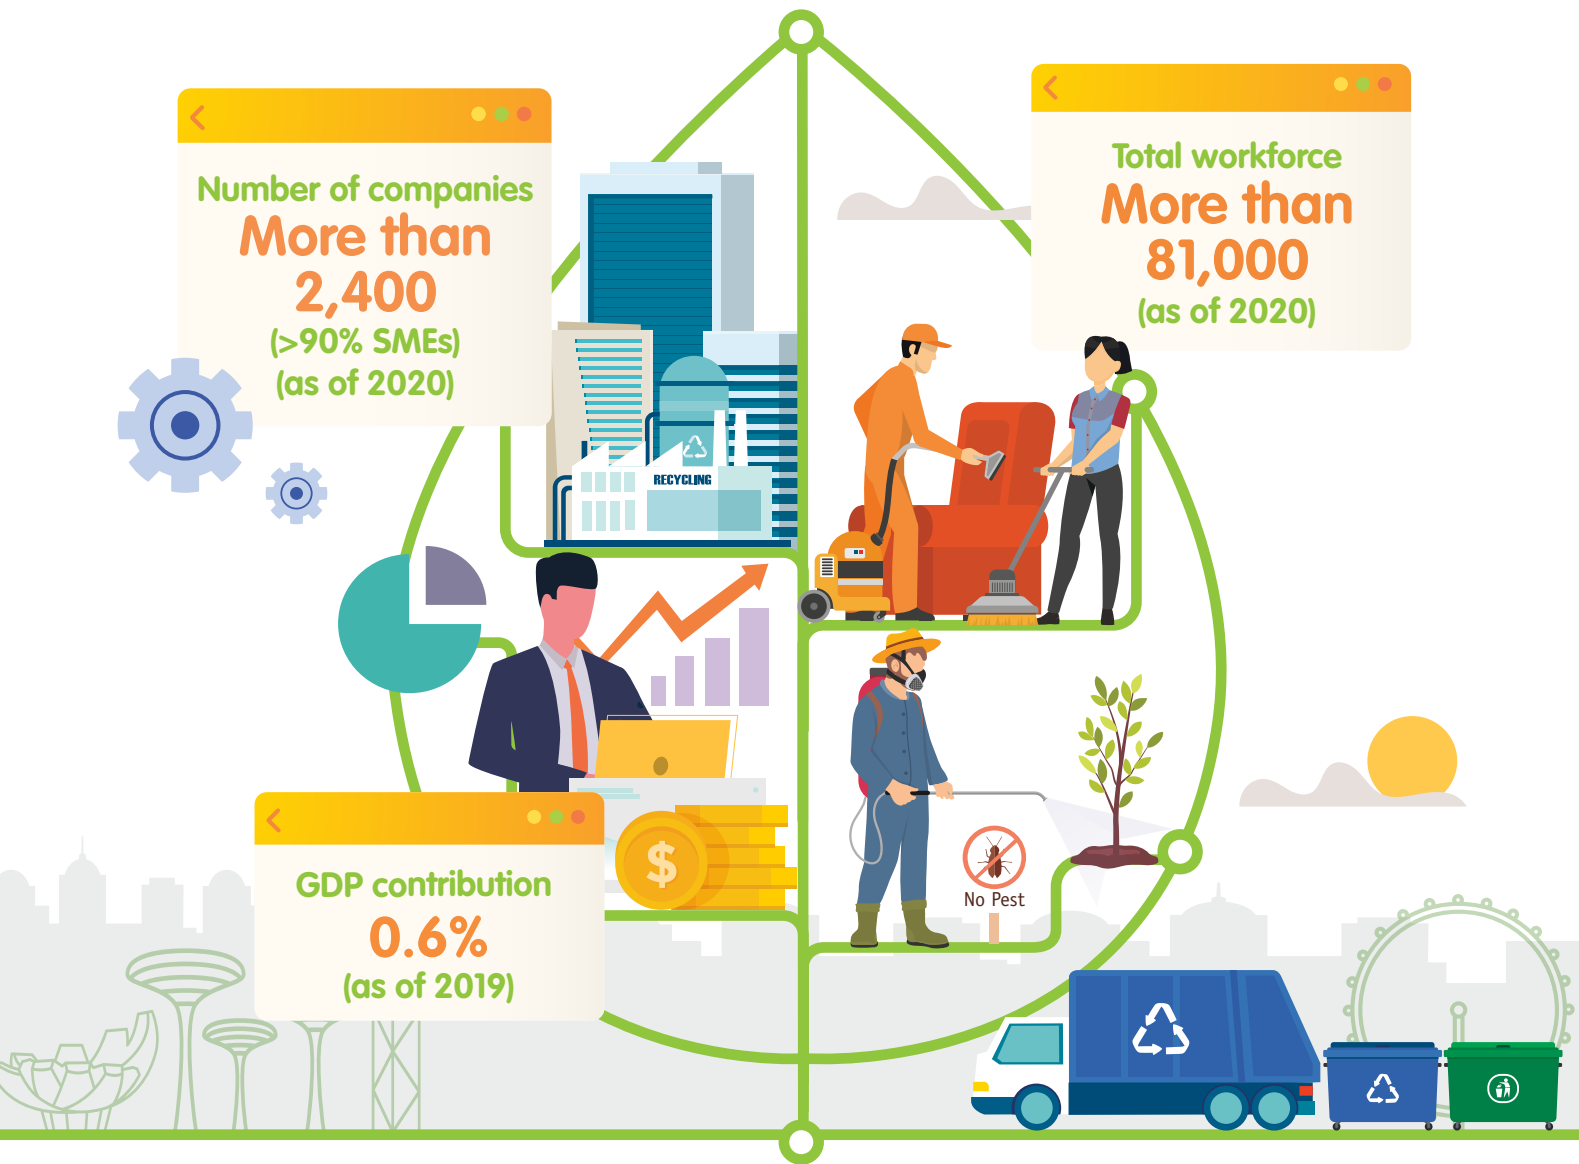 Number of companies
More than
2,400
(>90% SMEs)
(as of 2020)
Total workforce
More than
81,000
(as of 2020)
RECYCLING
$
No Pest
GDP contribution
0.6%
(as of 2019)